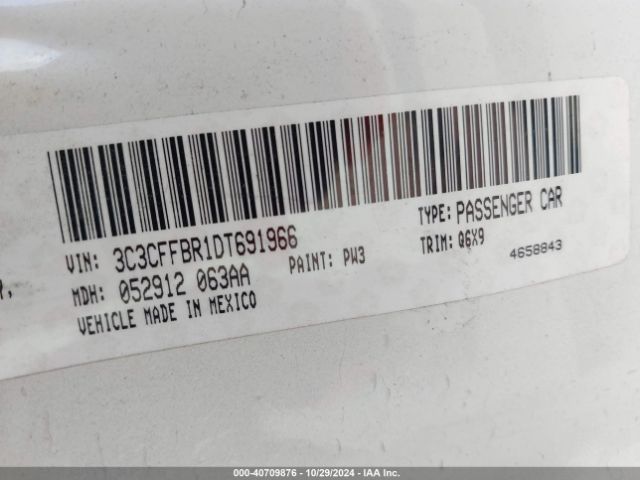 TYPE: PASSENGER CAR
VIN: 3C3CFFBR1DT691966
PAINT: PW3
TRIM: Q6X9
4658843
MDH: 052912 063AA
VEHICLE MADE IN MEXICO
000-40709876 • 10/29/2024 • IAA Inc.